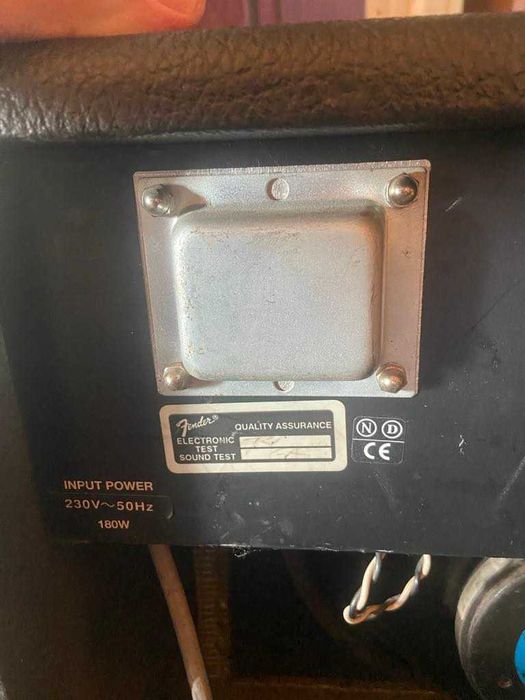 Fender® QUALITY ASSURANCE
ELECTRONIC TEST
SOUND TEST
N D
CE
INPUT POWER
230V~50Hz
180W